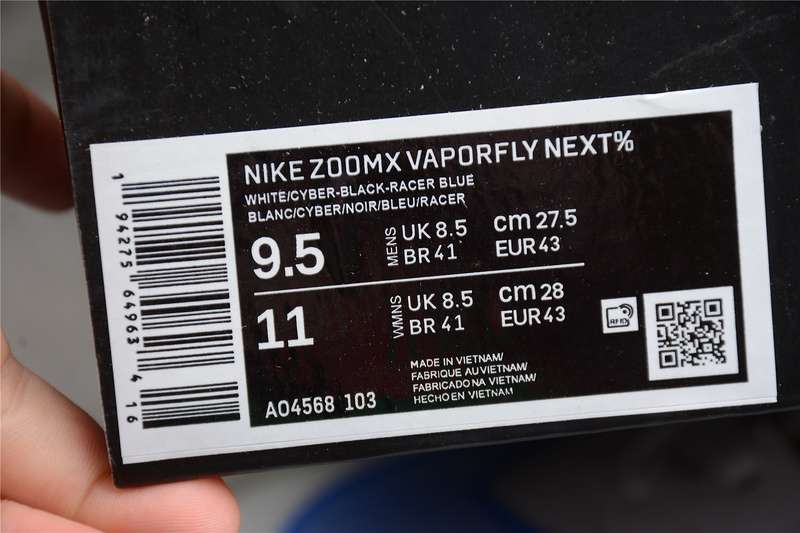 NIKE ZOOMX VAPORFLY NEXT%
WHITE/CYBER-BLACK-RACER BLUE
BLANC/CYBER/NOIR/BLEU/RACER
9.5 MENS UK 8.5 cm 27.5
BR 41 EUR 43
11 WMNS UK 8.5 cm 28
BR 41 EUR 43
RFID
MADE IN VIETNAM/
FABRIQUE AU VIETNAM/
FABRICADO NA VIETNAM/
HECHO EN VIETNAM
AO4568 103
1 94275 64963 4 16